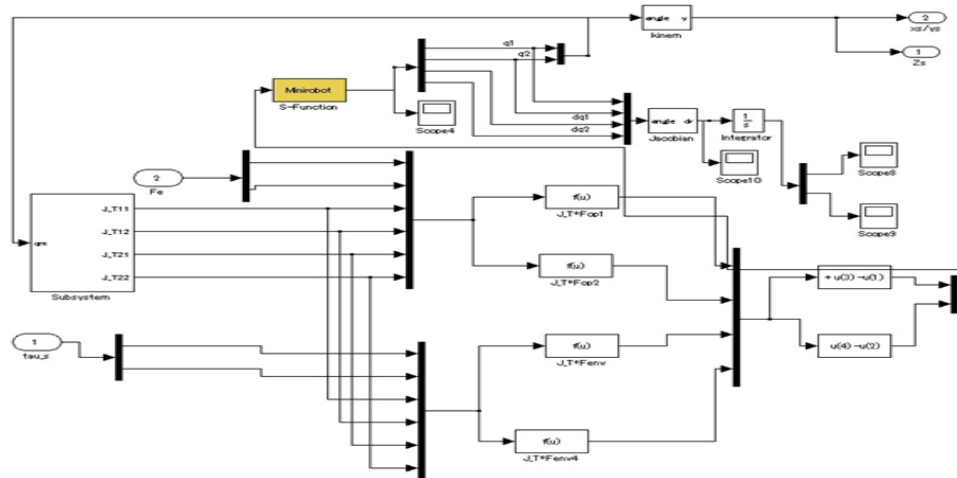 angle v
2
kinem
xs/ys
q1
q2
1
Zs
Minirobot
S-Function
Scope4
dq1
dq2
angle dr
Jacobian
1
s
Integrator
Scope10
Scope8
Scope9
2
Fe
f(u)
J_T*Fop1
J_T11
J_T12
qm
J_T21
J_T22
Subsystem
f(u)
J_T*Fop2
+ u(3)-u(1)
1
tau_s
f(u)
J_T*Fenv
u(4)-u(2)
f(u)
J_T*Fenv4